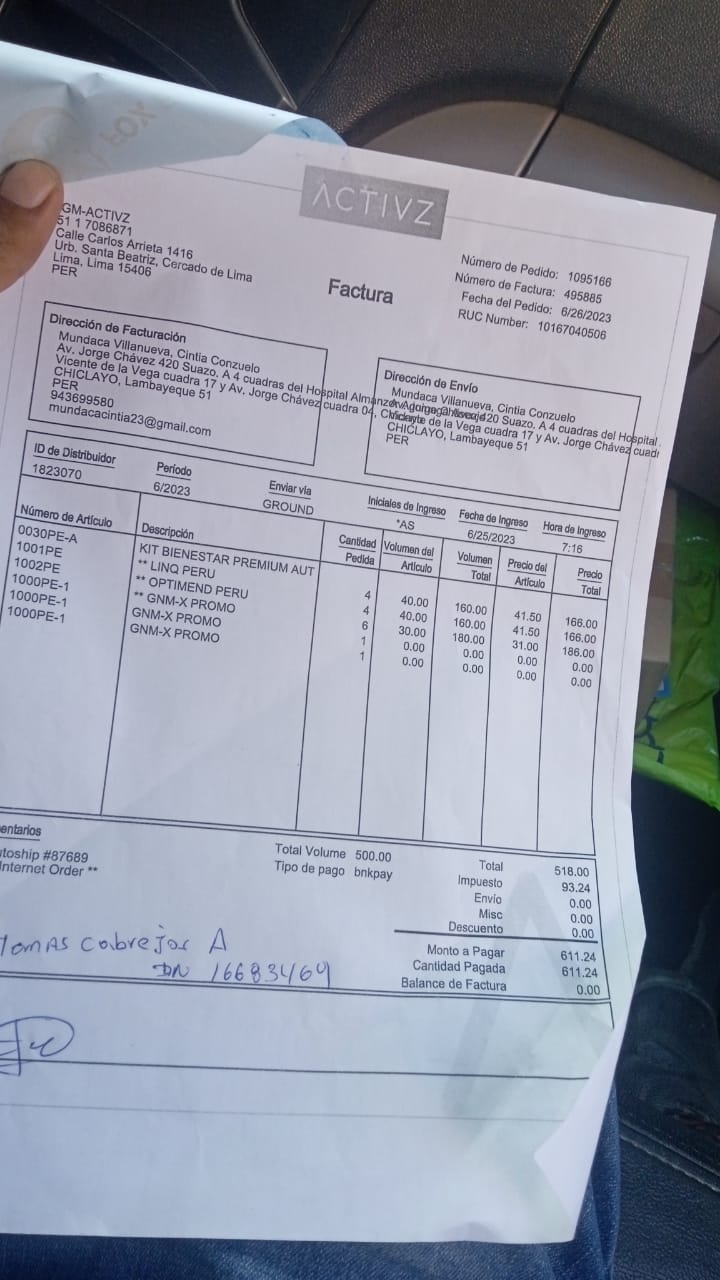 FOX
ACTIVZ
GM-ACTIVZ
51 1 7086871
Calle Carlos Arrieta 1416
Urb. Santa Beatriz, Cercado de Lima
Lima, Lima 15406
PER
Factura
Número de Pedido: 1095166
Número de Factura: 495885
Fecha del Pedido: 6/26/2023
RUC Number: 10167040506
Dirección de Facturación
Mundaca Villanueva, Cintia Conzuelo
Av. Jorge Chávez 420 Suazo. A 4 cuadras del Hospital Almanzor
Vicente de la Vega cuadra 17 y Av. Jorge Chávez cuadra 04, Chiclayo
CHICLAYO, Lambayeque 51
PER
943699580
mundacacintia23@gmail.com
Dirección de Envío
Mundaca Villanueva, Cintia Conzuelo
420 Suazo. A 4 cuadras del Hospital
Vicente de la Vega cuadra 17 y Av. Jorge Chávez cuadr
CHICLAYO, Lambayeque 51
PER
ID de Distribuidor Período Enviar via Iniciales de Ingreso Fecha de Ingreso Hora de Ingreso
1823070 6/2023 GROUND *AS 6/25/2023 7:16
Número de Artículo Descripción Cantidad Pedida Volumen del Artículo Volumen Total Precio del Artículo Precio Total
0030PE-A KIT BIENESTAR PREMIUM AUT
1001PE ** LINQ PERU 4 40.00 160.00 41.50 166.00
1002PE ** OPTIMEND PERU 4 40.00 160.00 41.50 166.00
1000PE-1 ** GNM-X PROMO 6 30.00 180.00 31.00 186.00
1000PE-1 GNM-X PROMO 1 0.00 0.00 0.00 0.00
1000PE-1 GNM-X PROMO 1 0.00 0.00 0.00 0.00
entarios
toship #87689
Internet Order **
Total Volume 500.00
Tipo de pago bnkpay
Total 518.00
Impuesto 93.24
Envío 0.00
Misc 0.00
Descuento 0.00
Monto a Pagar 611.24
Cantidad Pagada 611.24
Balance de Factura 0.00
Tomas Cabrejos A